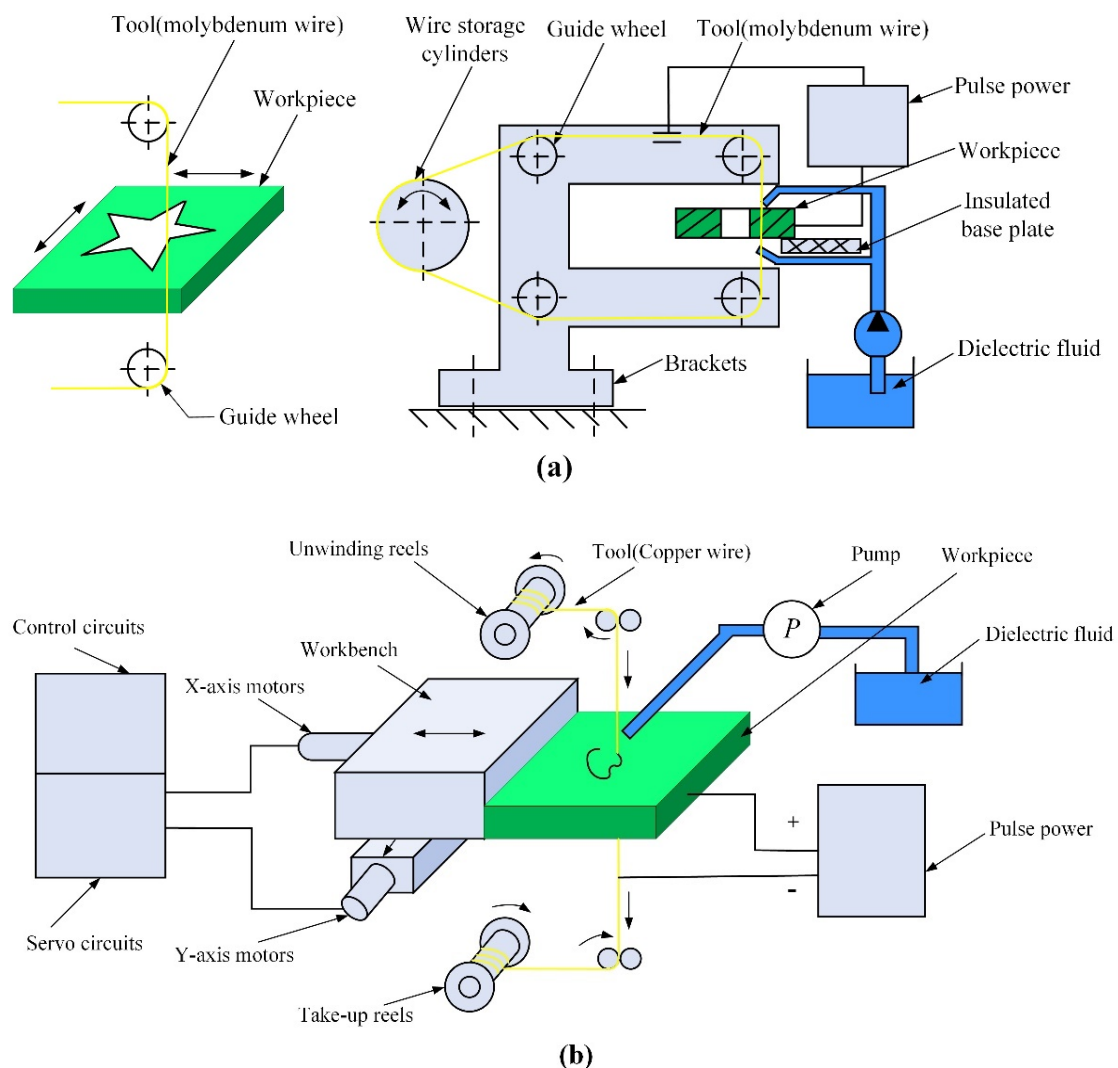 Tool(molybdenum wire)
Wire storage
cylinders
Guide wheel
Tool(molybdenum wire)
Workpiece
Pulse power
Workpiece
Insulated
base plate
Brackets
Dielectric fluid
Guide wheel
(a)
Unwinding reels
Tool(Copper wire)
Pump
Workpiece
Control circuits
Workbench
P
Dielectric fluid
X-axis motors
+
Pulse power
-
Servo circuits
Y-axis motors
Take-up reels
(b)